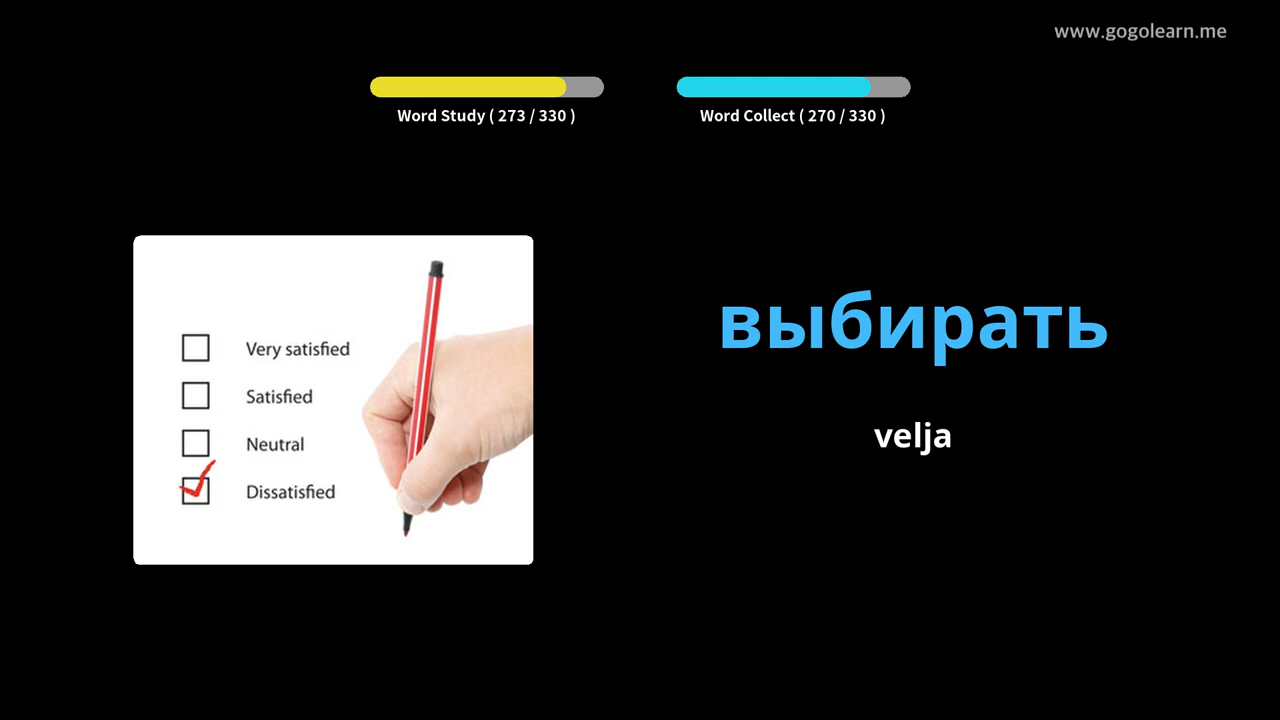 www.gogolearn.me
Word Study ( 273 / 330 )
Word Collect ( 270 / 330 )
Very satisfied
Satisfied
Neutral
Dissatisfied
выбирать
velja